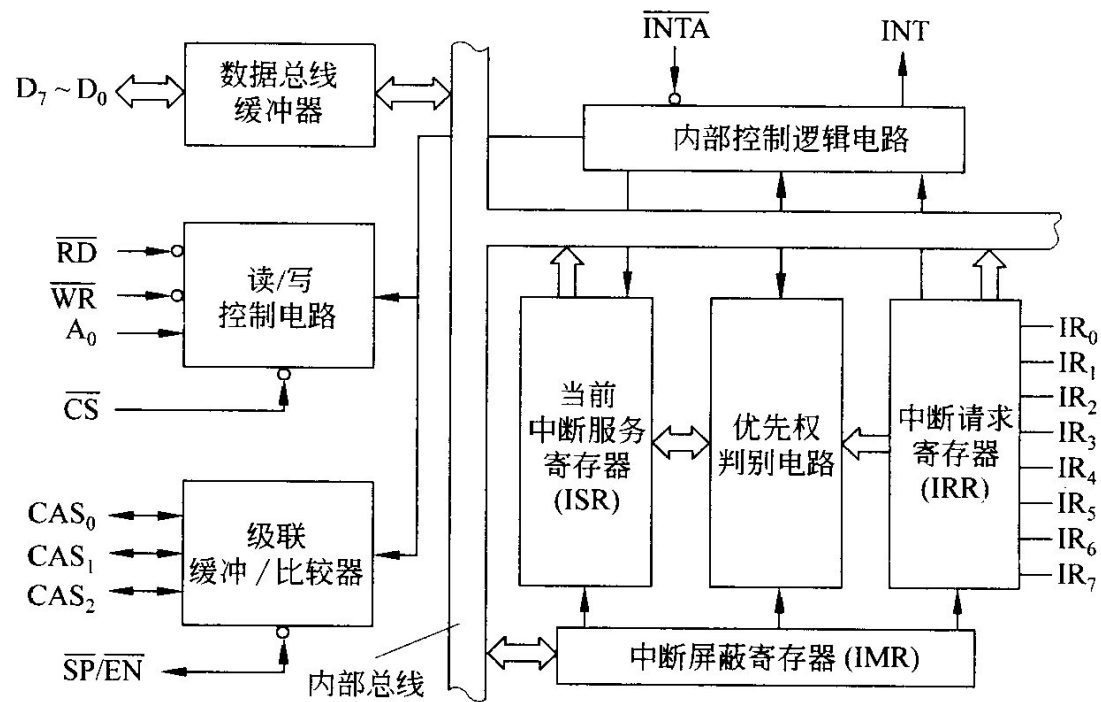 INTA
INT
D7 ~ D0
数据总线
缓冲器
内部控制逻辑电路
RD
WR
A0
CS
读/写
控制电路
当前
中断服务
寄存器
(ISR)
优先权
判别电路
中断请求
寄存器
(IRR)
IR0
IR1
IR2
IR3
IR4
IR5
IR6
IR7
CAS0
CAS1
CAS2
级联
缓冲/比较器
SP/EN
内部总线
中断屏蔽寄存器 (IMR)